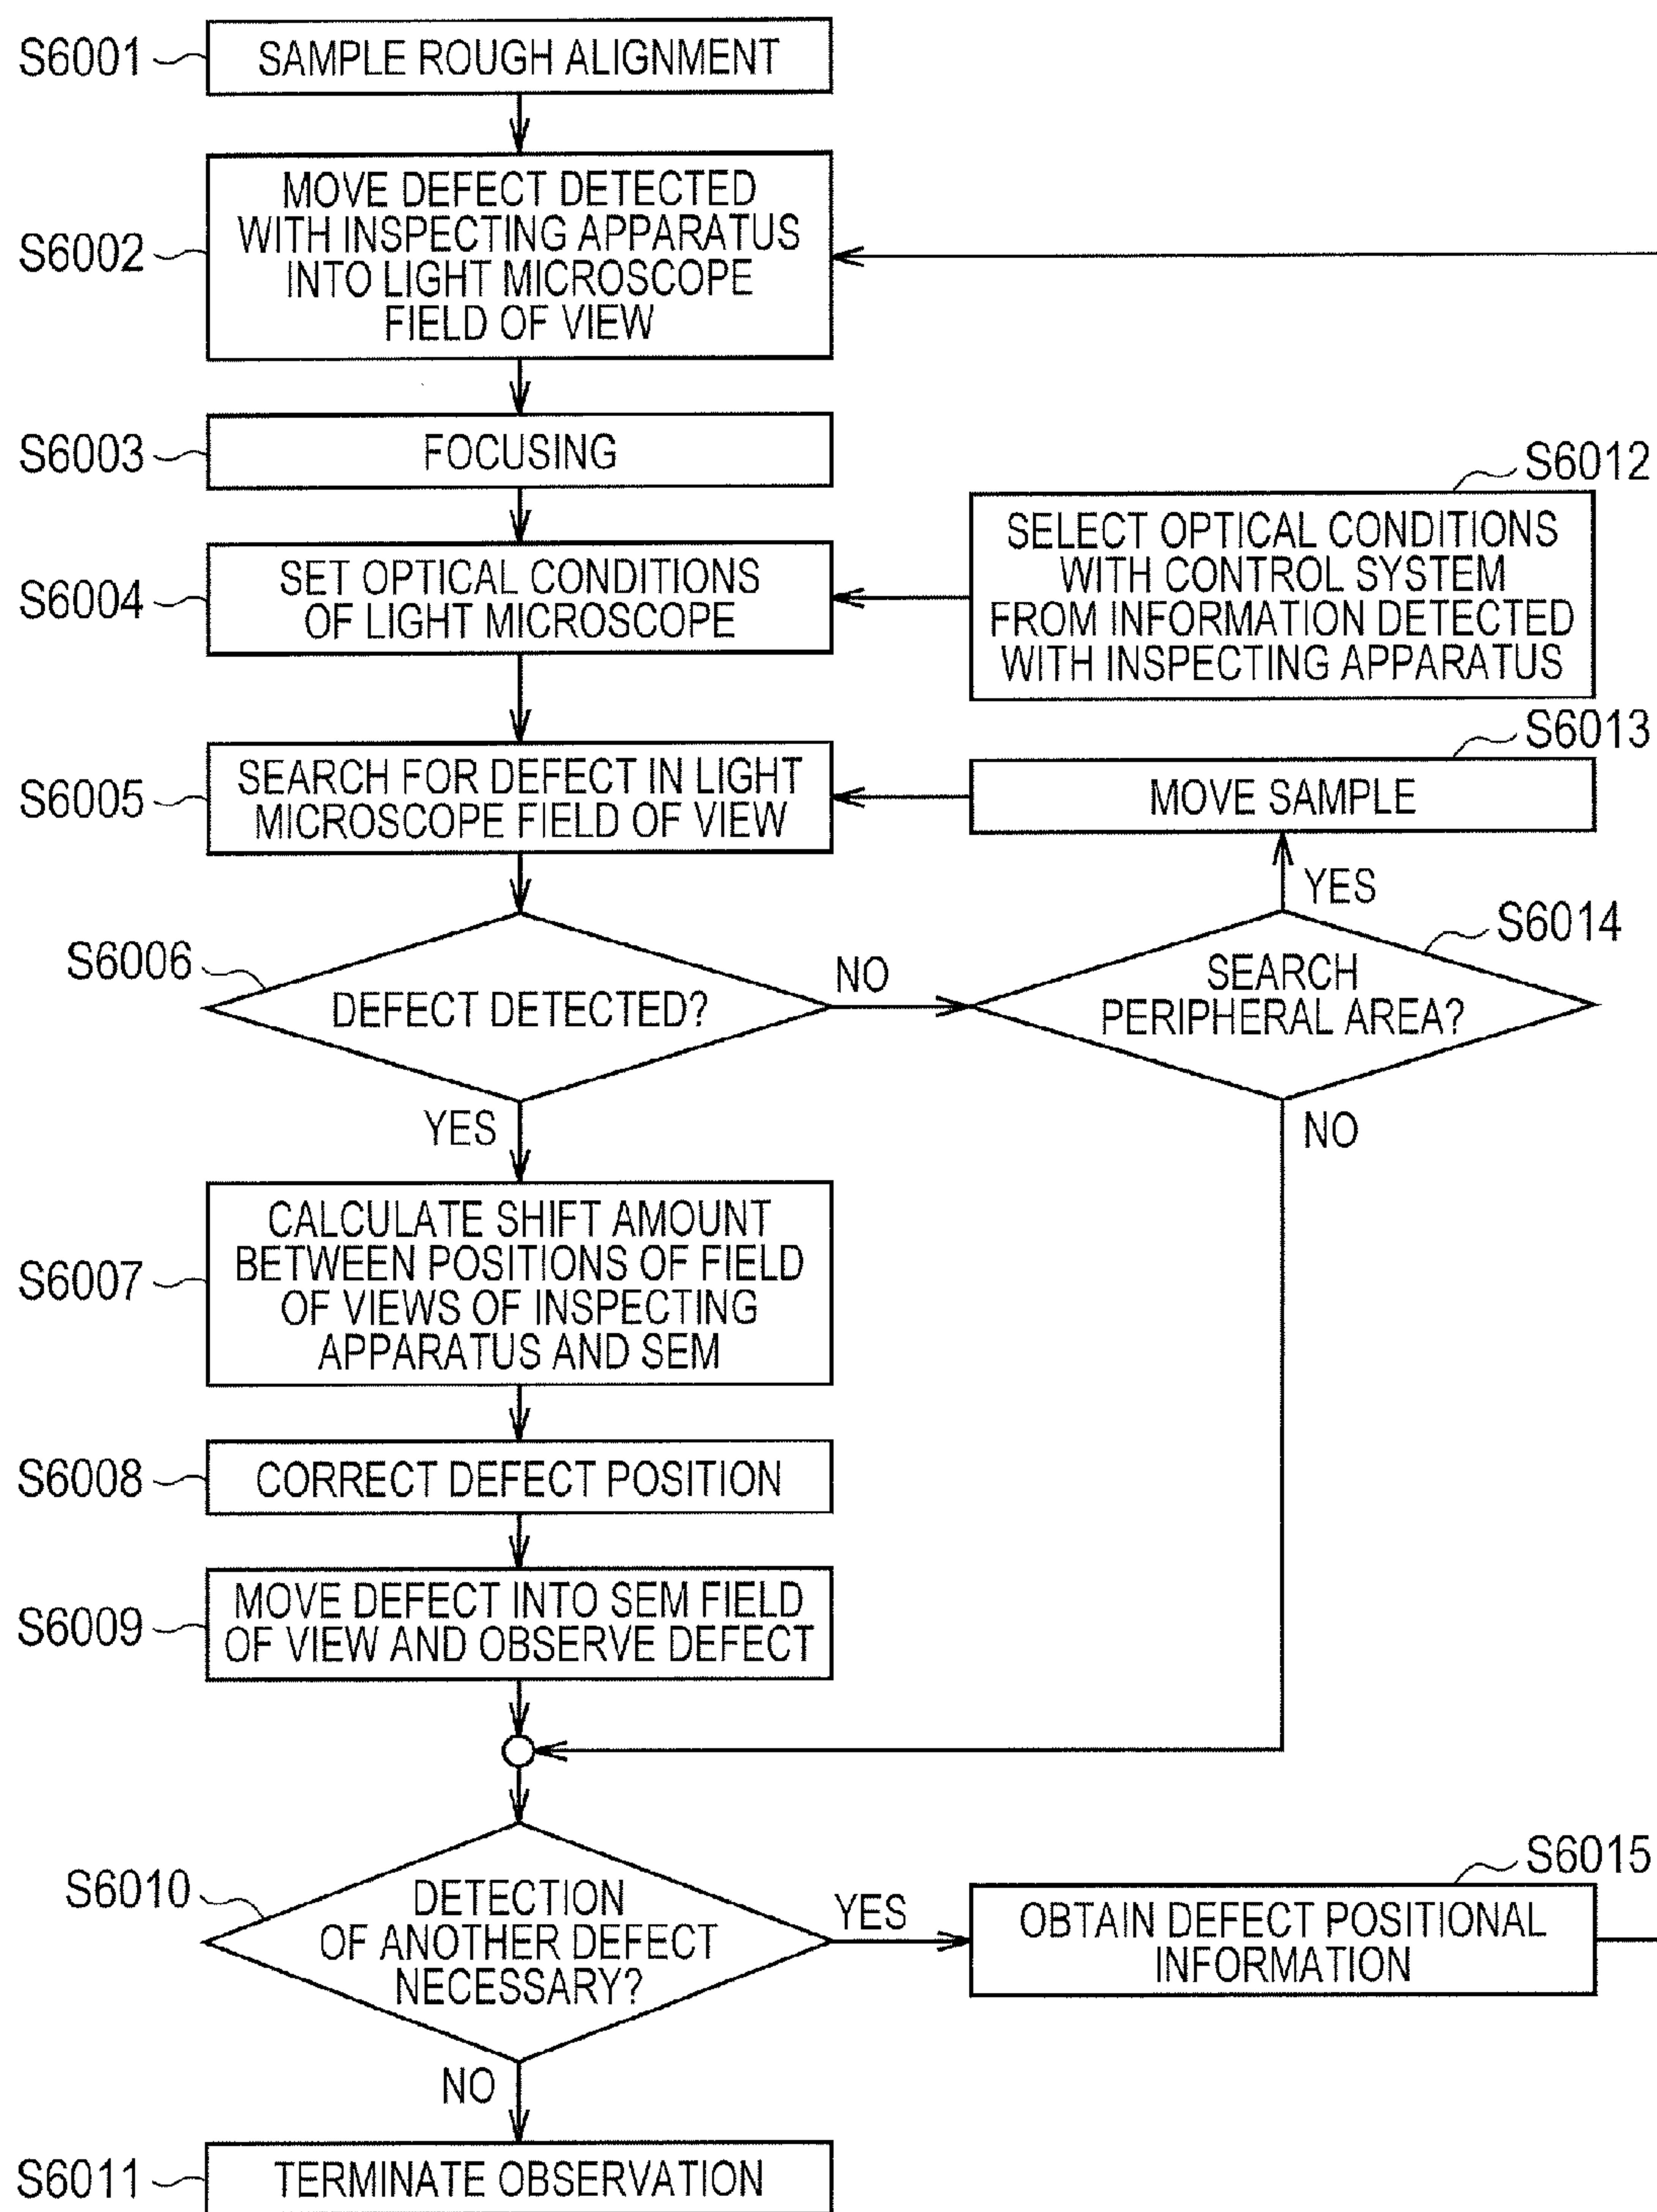 S6001
SAMPLE ROUGH ALIGNMENT
S6002
MOVE DEFECT DETECTED
WITH INSPECTING APPARATUS
INTO LIGHT MICROSCOPE
FIELD OF VIEW
S6003
FOCUSING
S6012
SELECT OPTICAL CONDITIONS
WITH CONTROL SYSTEM
FROM INFORMATION DETECTED
WITH INSPECTING APPARATUS
S6004
SET OPTICAL CONDITIONS
OF LIGHT MICROSCOPE
S6013
MOVE SAMPLE
S6005
SEARCH FOR DEFECT IN LIGHT
MICROSCOPE FIELD OF VIEW
YES
S6014
SEARCH
PERIPHERAL AREA?
S6006
DEFECT DETECTED?
NO
YES
NO
S6007
CALCULATE SHIFT AMOUNT
BETWEEN POSITIONS OF FIELD
OF VIEWS OF INSPECTING
APPARATUS AND SEM
S6008
CORRECT DEFECT POSITION
S6009
MOVE DEFECT INTO SEM FIELD
OF VIEW AND OBSERVE DEFECT
S6010
DETECTION
OF ANOTHER DEFECT
NECESSARY?
YES
S6015
OBTAIN DEFECT POSITIONAL
INFORMATION
NO
S6011
TERMINATE OBSERVATION